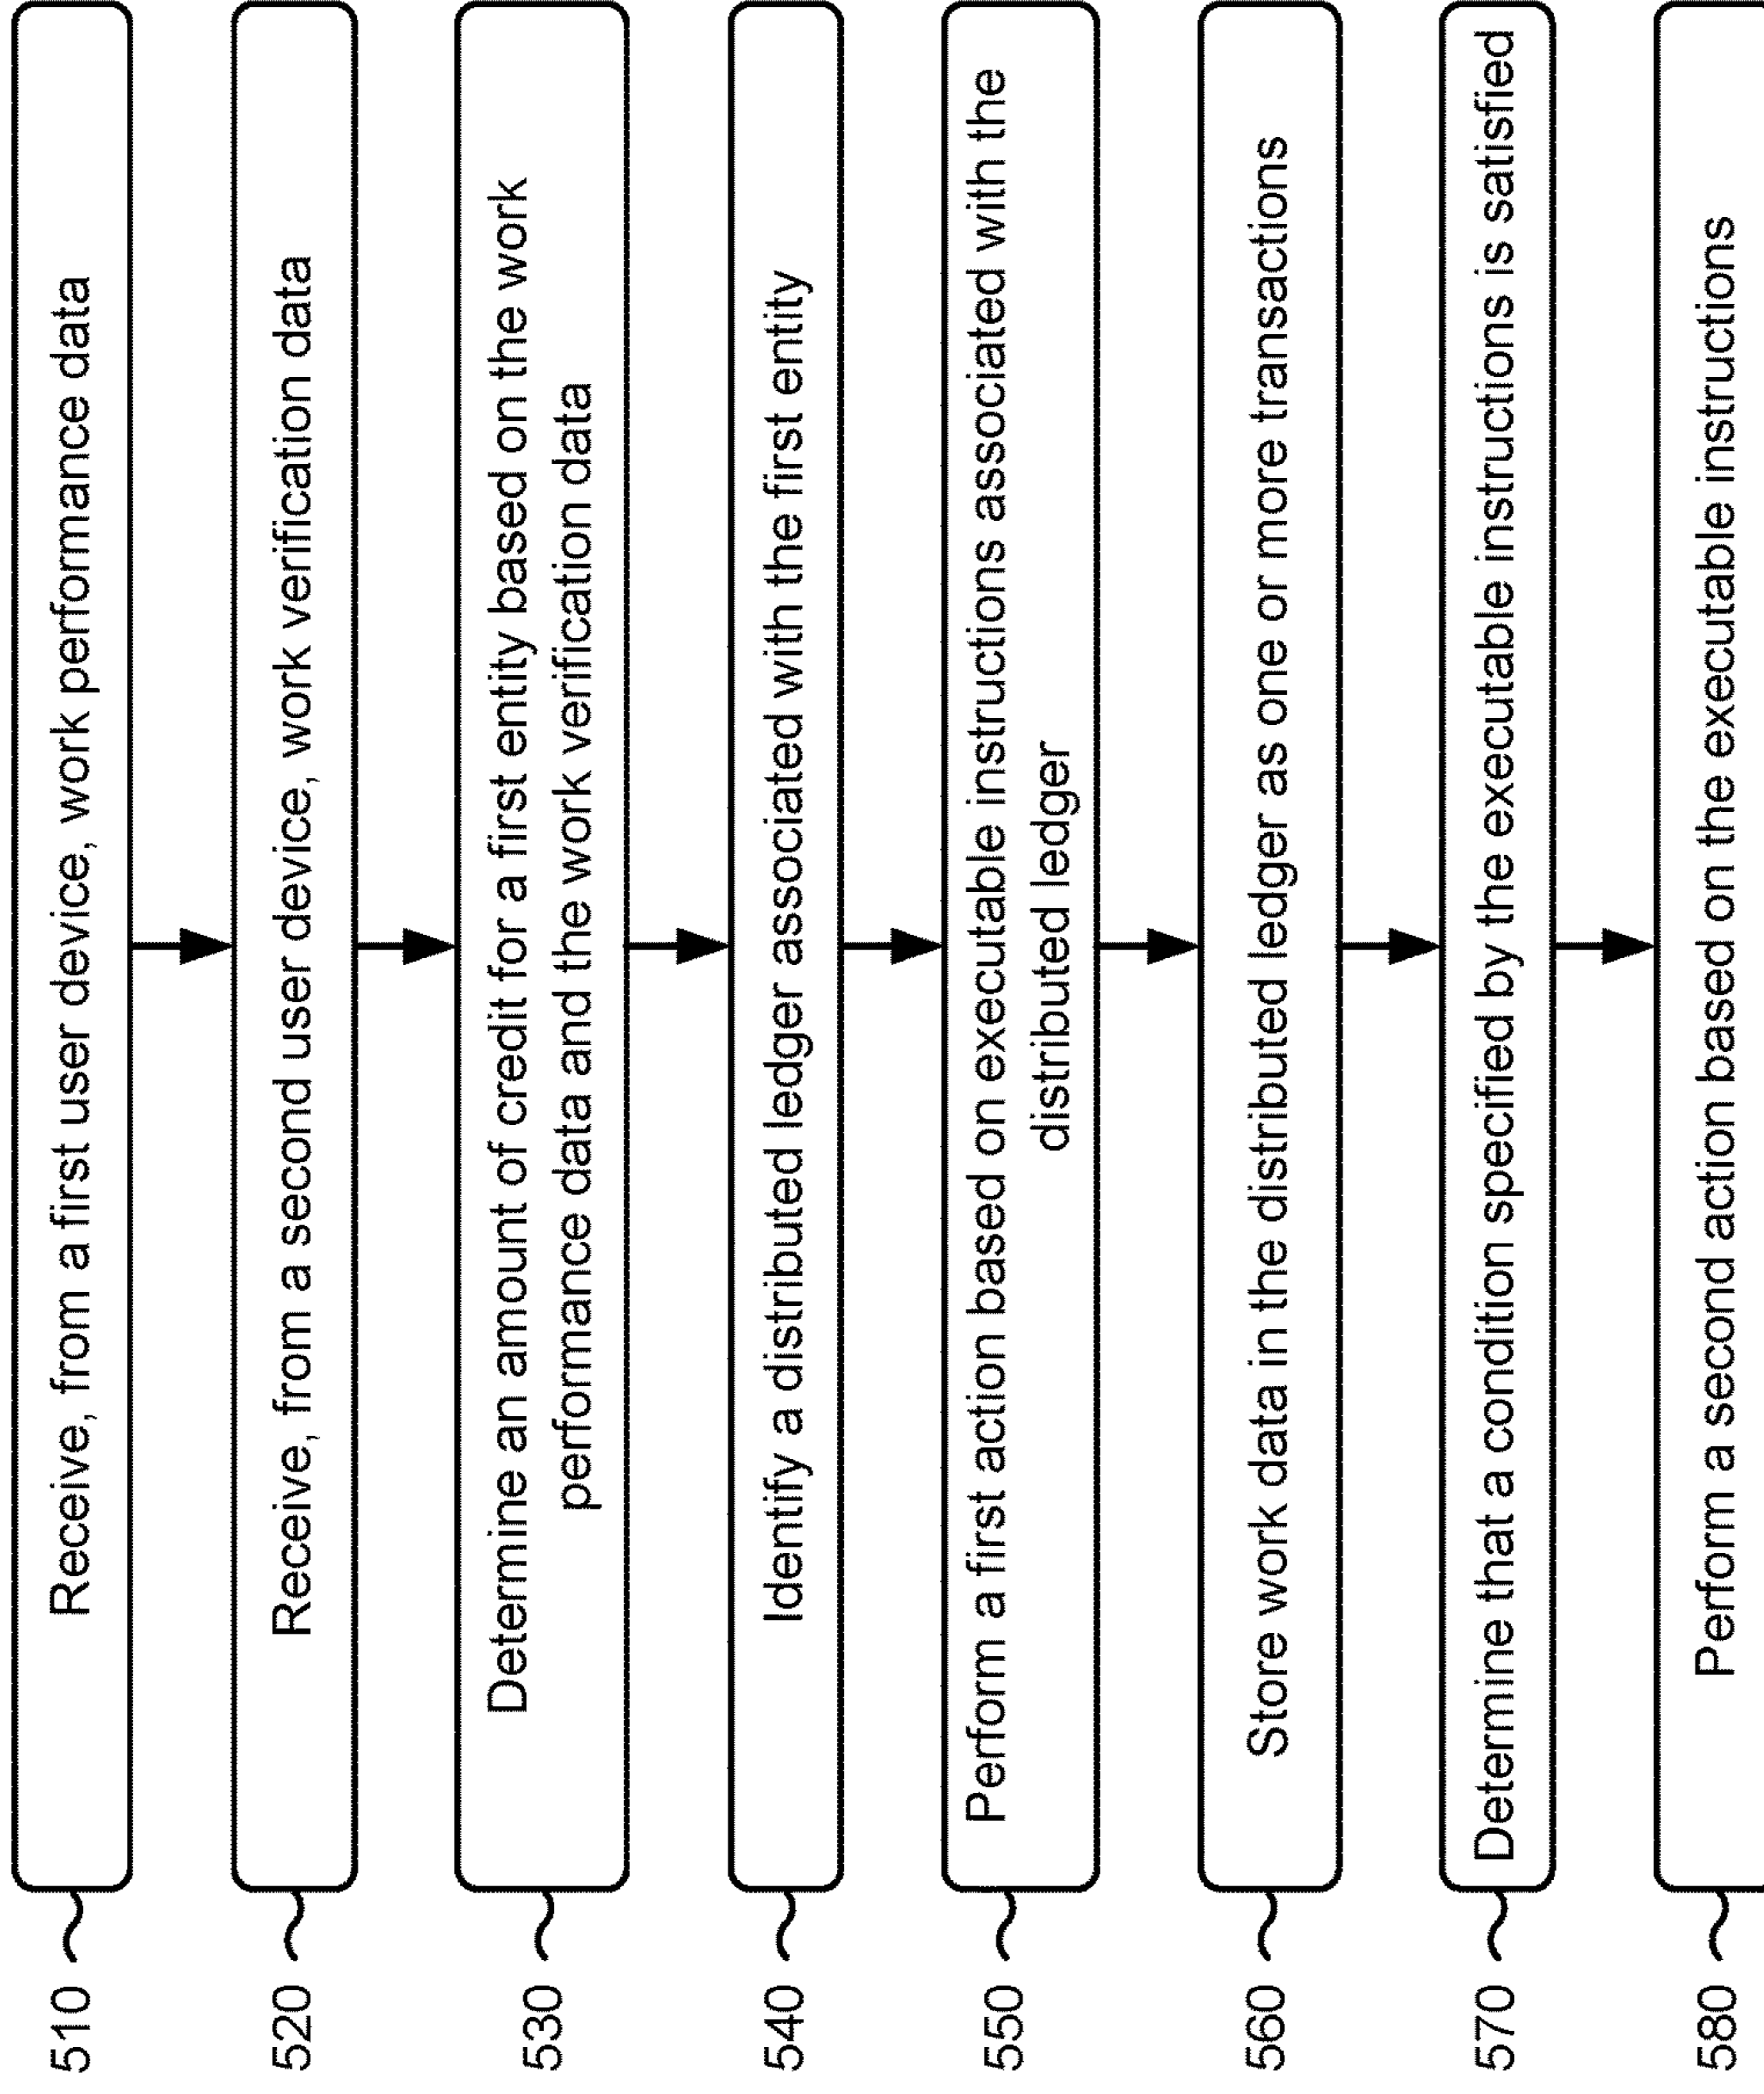 510
Receive, from a first user device, work performance data
520
Receive, from a second user device, work verification data
530
Determine an amount of credit for a first entity based on the work
performance data and the work verification data
540
Identify a distributed ledger associated with the first entity
550
Perform a first action based on executable instructions associated with the
distributed ledger
560
Store work data in the distributed ledger as one or more transactions
570
Determine that a condition specified by the executable instructions is satisfied
580
Perform a second action based on the executable instructions